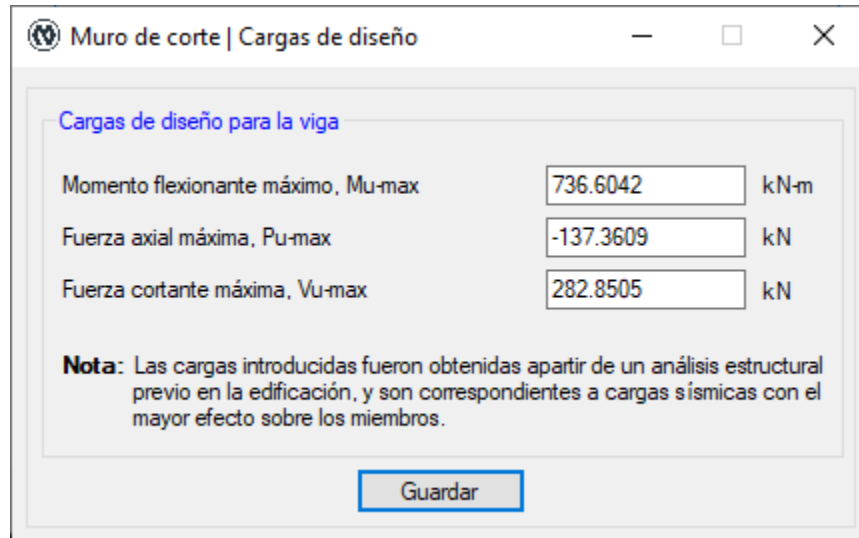 Muro de corte | Cargas de diseño
Cargas de diseño para la viga
Momento flexionante máximo, Mu-max 736.6042 kN-m
Fuerza axial máxima, Pu-max -137.3609 kN
Fuerza cortante máxima, Vu-max 282.8505 kN
Nota: Las cargas introducidas fueron obtenidas apartir de un análisis estructural
previo en la edificación, y son correspondientes a cargas sísmicas con el
mayor efecto sobre los miembros.
Guardar